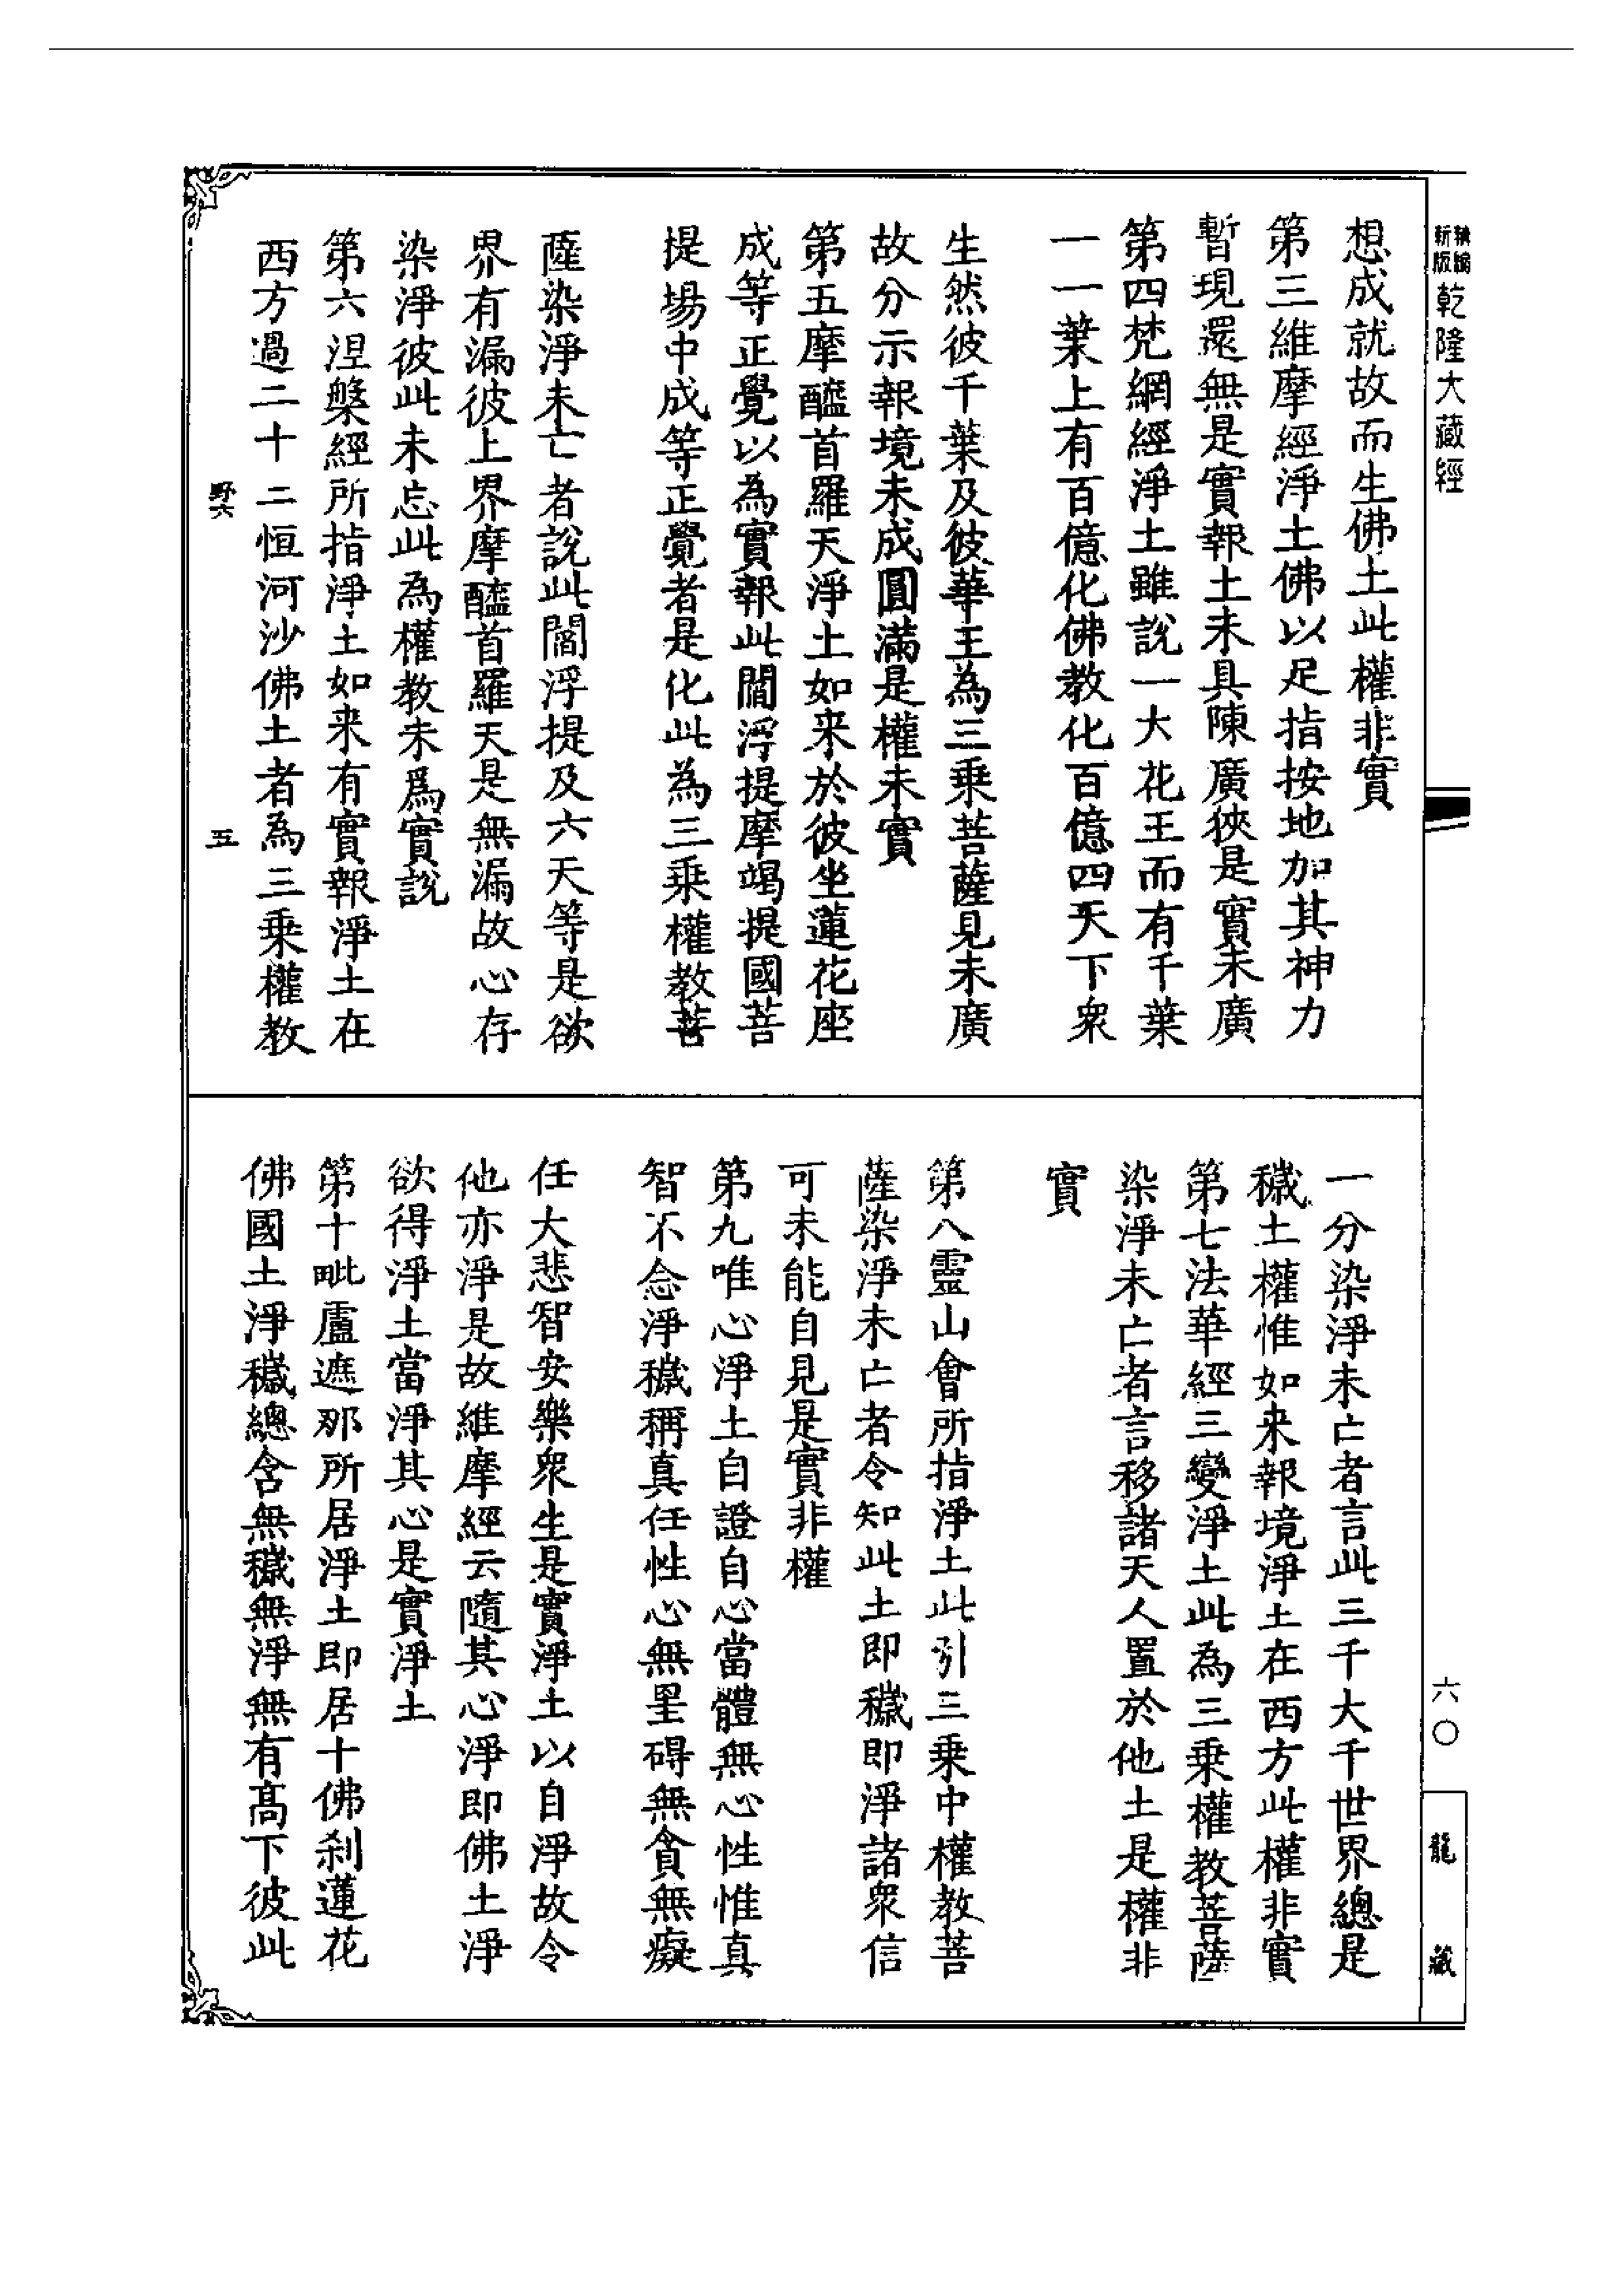 新編
新版
乾隆大藏經
想成就故而生佛土此權非實
第三維摩經淨土佛以足指按地加其神力
暫現還無是實報土未具陳廣狹是實未廣
第四梵網經淨土雖說一大花王而有千葉
一一葉上有百億化佛教化百億四天下衆
生然彼千葉及彼華王為三乘菩薩見未廣
故分示報境未成圓滿是權未實
第五摩醯首羅天淨土如来於彼坐蓮花座
成等正覺以為實報此閻浮提摩竭提國菩
提場中成等正覺者是化此為三乘權教菩
薩染淨未亡者說此閻浮提及六天等是欲
界有漏彼上界摩醯首羅天是無漏故心存
染淨彼此未忘此為權教未爲實說
第六涅槃經所指淨土如来有實報淨土在
西方過二十二恒河沙佛土者為三乗權教
野六
五
一分染淨未亡者言此三千大千世界總是
穢土權惟如来報境淨土在西方此權非實
第七法華經三變淨土此為三乗權教菩薩
染淨未亡者言移諸天人置於他土是權非
實
第八靈山會所指淨土此引三乗中權教菩
薩染淨未亡者令知此土即穢即淨諸衆信
可未能自見是實非權
第九唯心淨土自證自心當體無心性惟真
智不念淨穢稱真任性心無罣碍無貪無癡
任大悲智安樂衆生是實淨土以自淨故令
他亦淨是故維摩經云隨其心淨即佛土淨
欲得淨土當淨其心是實淨土
第十毗盧遮那所居淨土即居十佛刹蓮花
佛國土淨穢總含無穢無淨無有高下彼此
六〇
龍藏